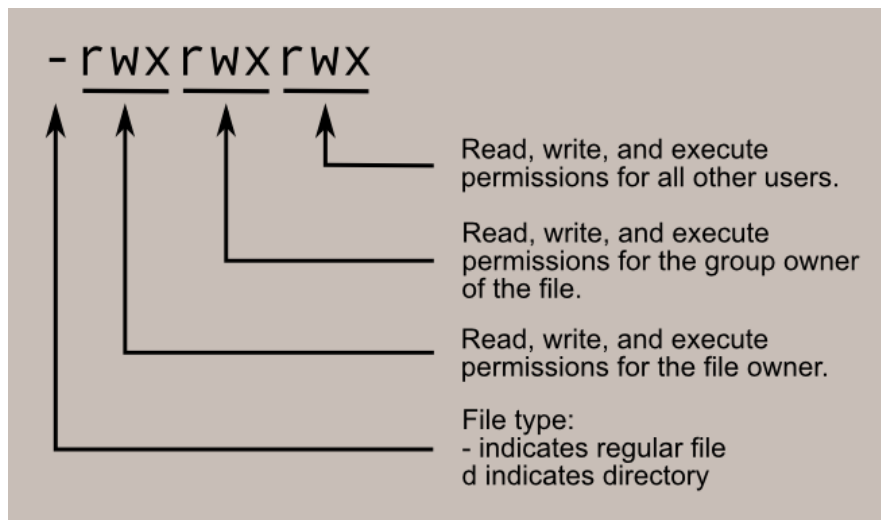 -rwxrwxrwx
Read, write, and execute
permissions for all other users.
Read, write, and execute
permissions for the group owner
of the file.
Read, write, and execute
permissions for the file owner.
File type:
- indicates regular file
d indicates directory